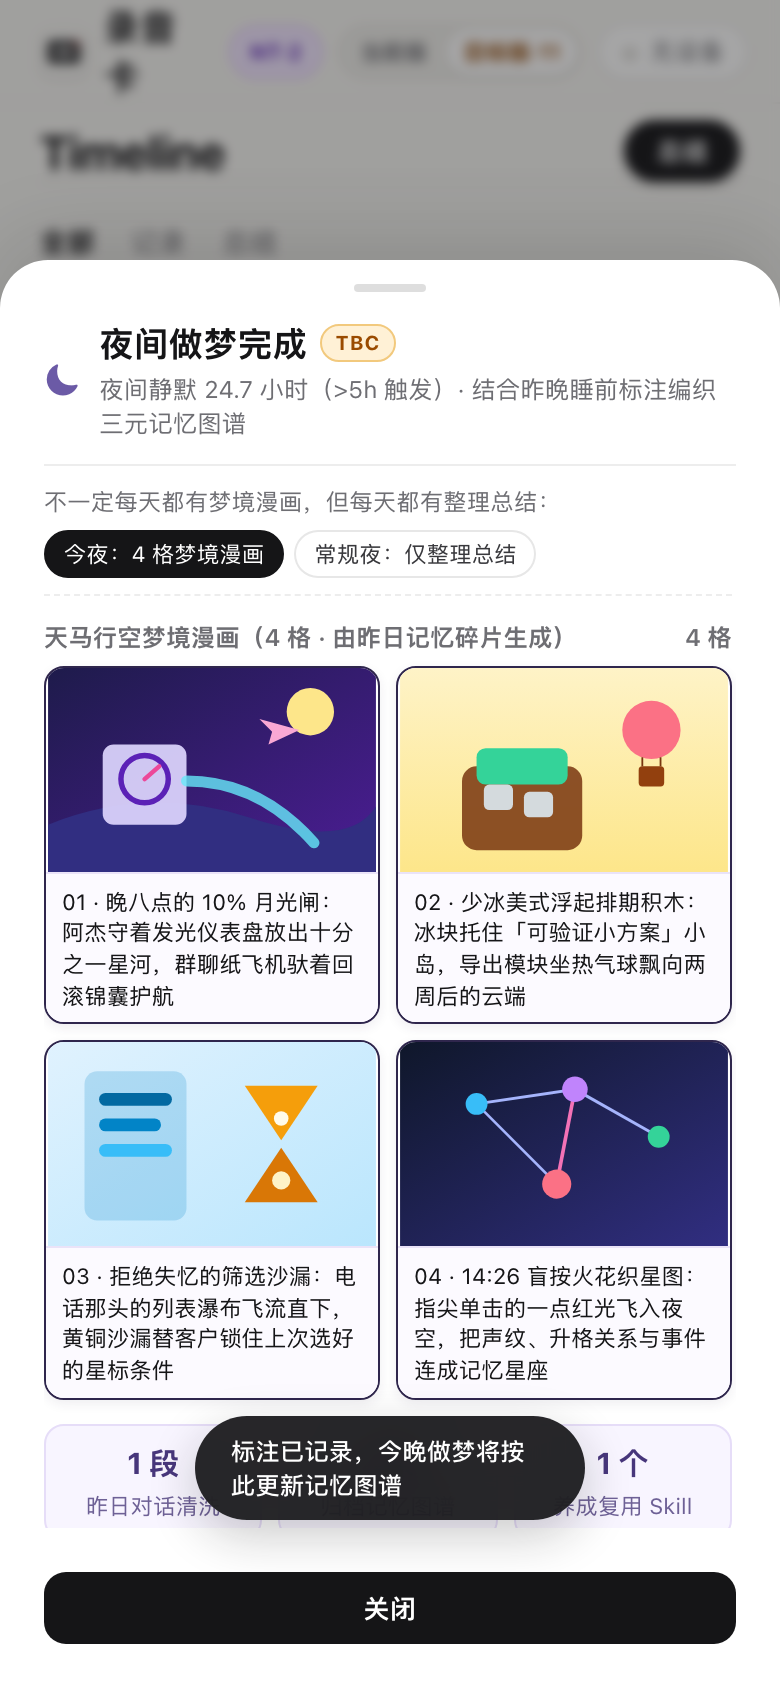 Timeline
夜间做梦完成 TBC
夜间静默 24.7 小时（>5h 触发）· 结合昨晚睡前标注编织
三元记忆图谱
不一定每天都有梦境漫画，但每天都有整理总结：
今夜：4 格梦境漫画 常规夜：仅整理总结
天马行空梦境漫画（4 格 · 由昨日记忆碎片生成） 4 格
01 · 晚八点的 10% 月光闸：
阿杰守着发光仪表盘放出十分
之一星河，群聊纸飞机驮着回
滚锦囊护航
02 · 少冰美式浮起排期积木：
冰块托住「可验证小方案」小
岛，导出模块坐热气球飘向两
周后的云端
03 · 拒绝失忆的筛选沙漏：电
话那头的列表瀑布飞流直下，
黄铜沙漏替客户锁住上次选好
的星标条件
04 · 14:26 盲按火花织星图：
指尖单击的一点红光飞入夜
空，把声纹、升格关系与事件
连成记忆星座
1 段
昨日对话清洗
1 个
养成复用 Skill
标注已记录，今晚做梦将按
此更新记忆图谱
关闭